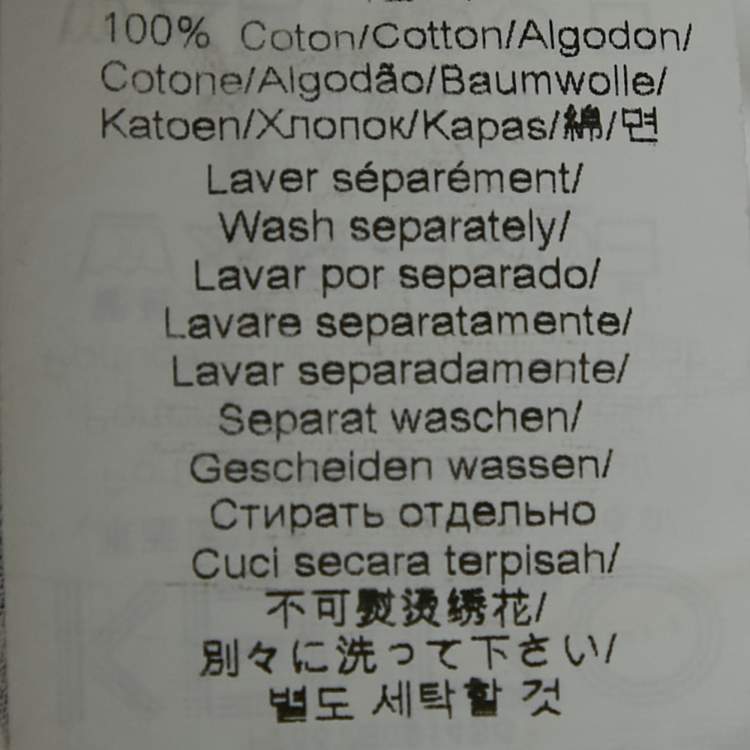 100% Coton/Cotton/Algodon/
Cotone/Algodão/Baumwolle/
Katoen/Хлопок/Kapas/綿/면
Laver séparément/
Wash separately/
Lavar por separado/
Lavare separatamente/
Lavar separadamente/
Separat waschen/
Gescheiden wassen/
Стирать отдельно
Cuci secara terpisah/
不可熨烫绣花/
別々に洗って下さい/
별도 세탁할 것